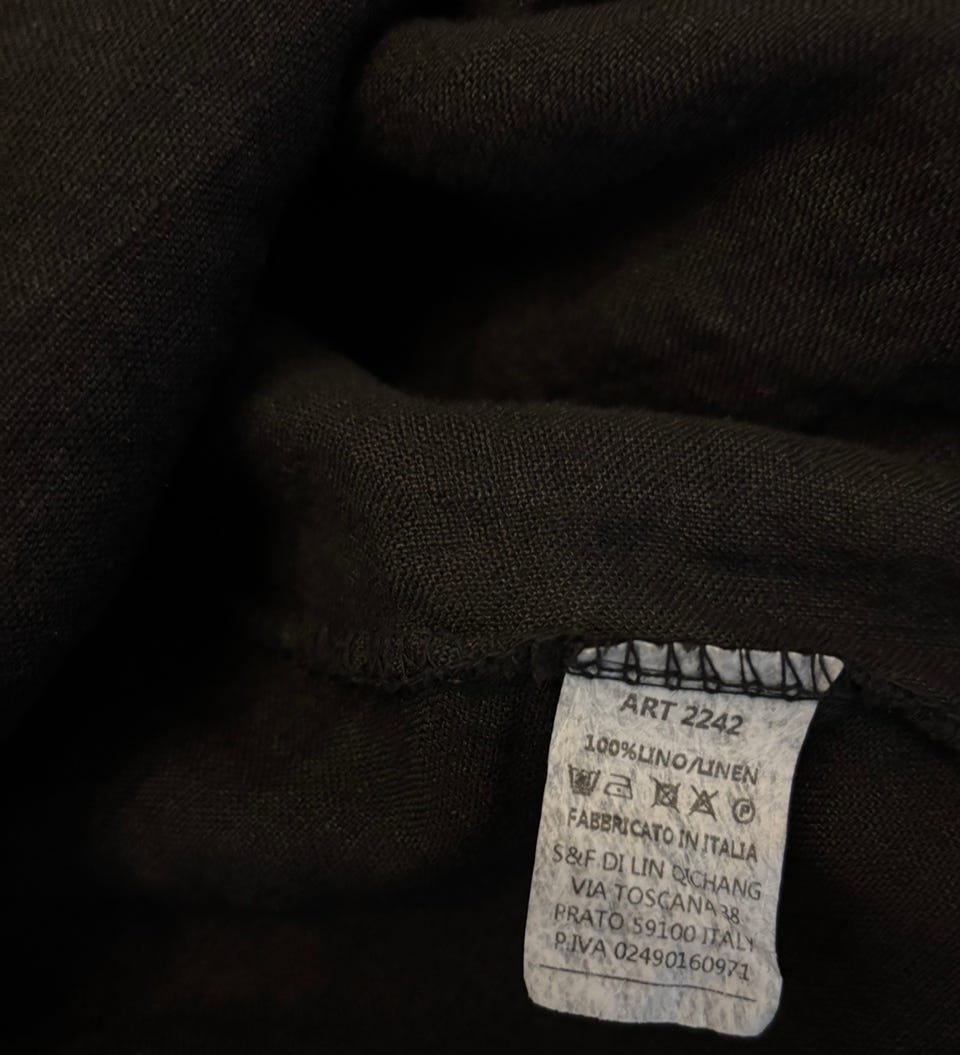 ART 2242
100%LINO/LINEN
FABBRICATO IN ITALIA
S&F DI LIN QICHANG
VIA TOSCANA 38
PRATO 59100 ITALY
P.IVA 02490160971